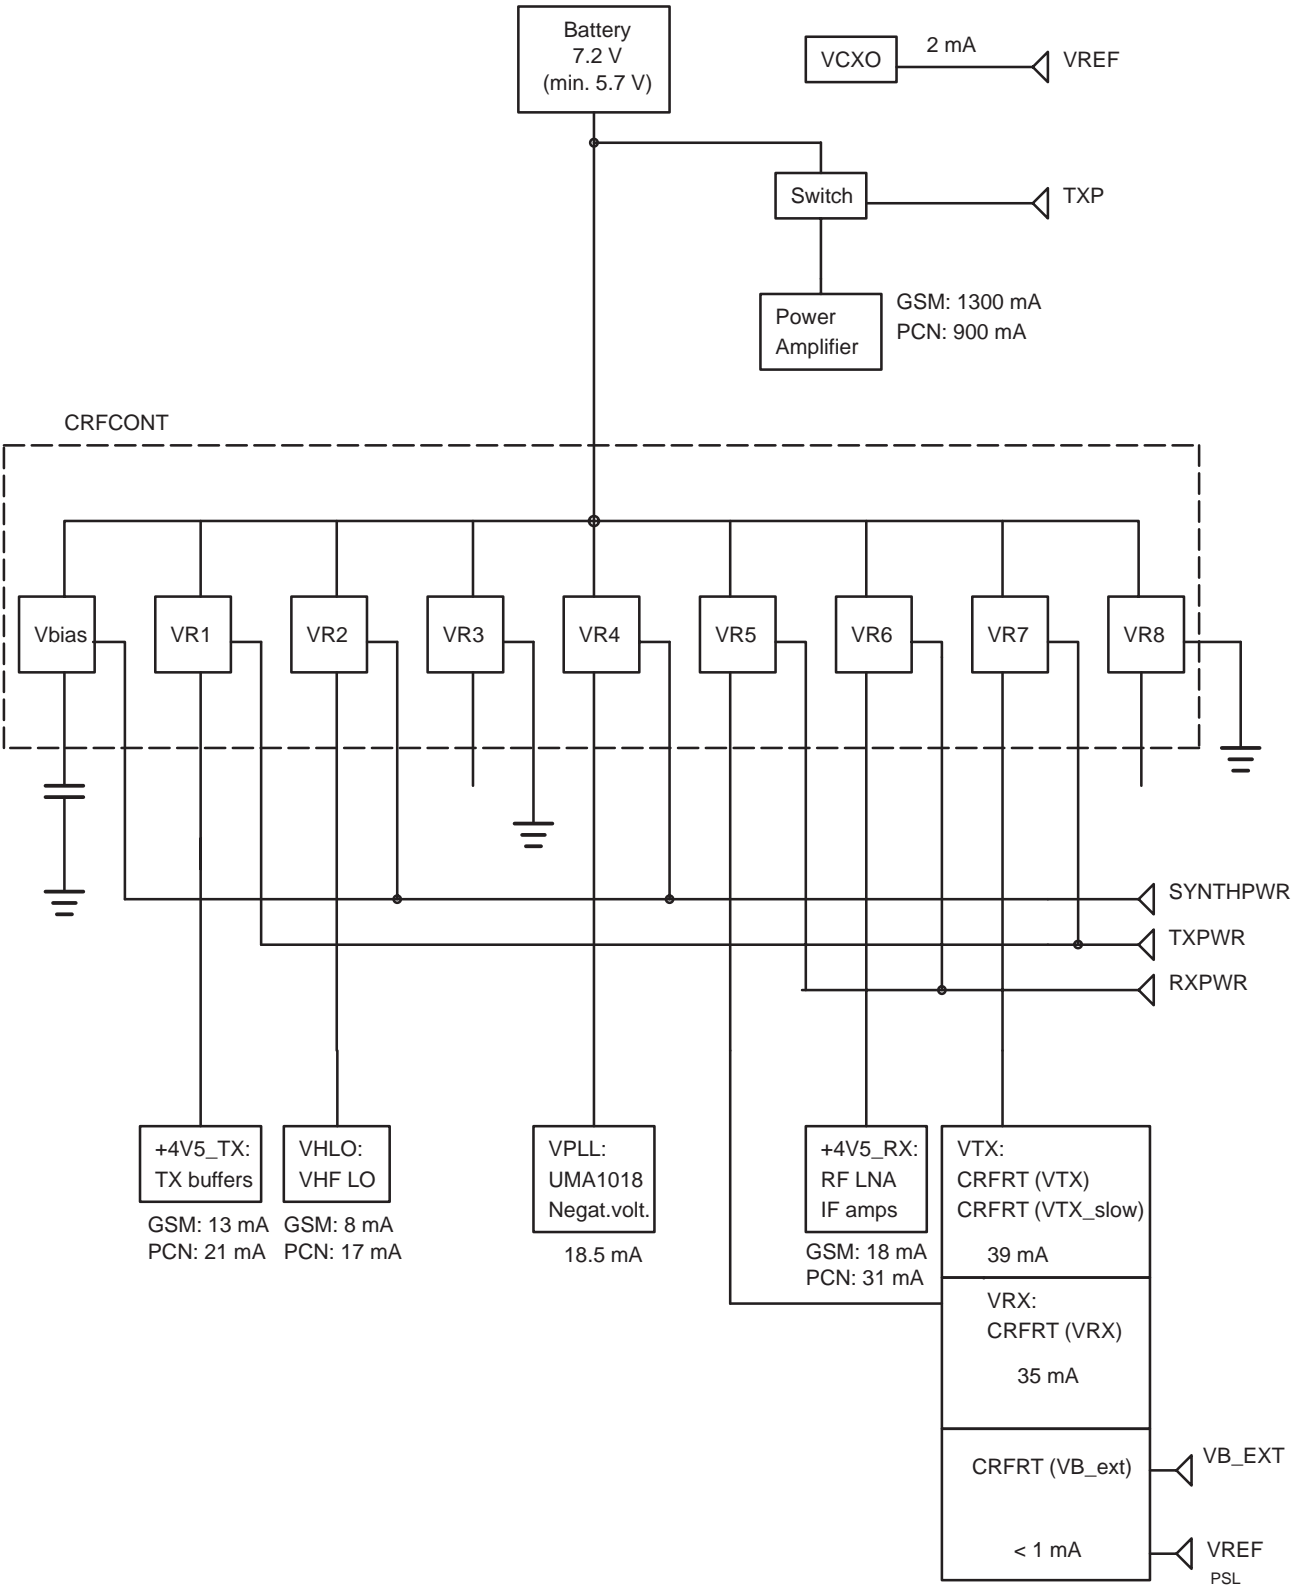 Battery
7.2 V
(min. 5.7 V)
VCXO
2 mA
VREF
Switch
TXP
Power
Amplifier
GSM: 1300 mA
PCN: 900 mA
CRFCONT
Vbias
VR1
VR2
VR3
VR4
VR5
VR6
VR7
VR8
SYNTHPWR
TXPWR
RXPWR
+4V5_TX:
TX buffers
GSM: 13 mA
PCN: 21 mA
VHLO:
VHF LO
GSM: 8 mA
PCN: 17 mA
VPLL:
UMA1018
Negat.volt.
18.5 mA
+4V5_RX:
RF LNA
IF amps
GSM: 18 mA
PCN: 31 mA
VTX:
CRFRT (VTX)
CRFRT (VTX_slow)
39 mA
VRX:
CRFRT (VRX)
35 mA
CRFRT (VB_ext)
VB_EXT
< 1 mA
VREF
PSL